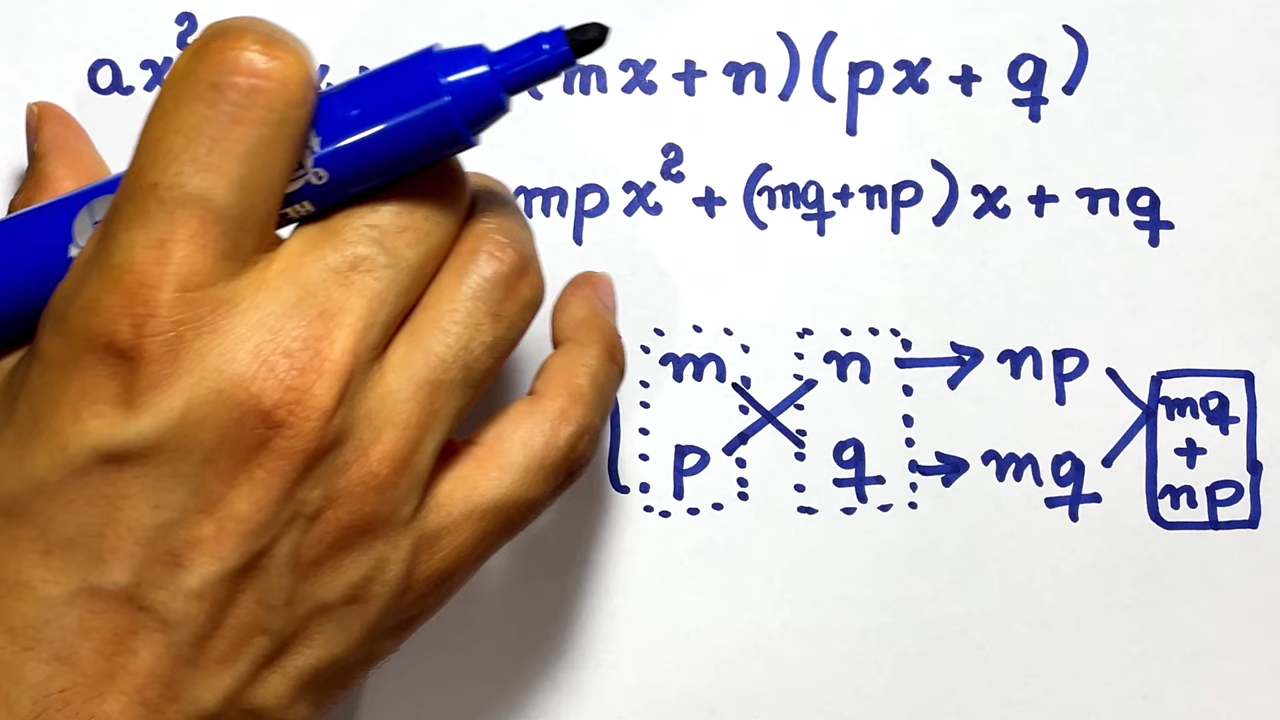 ax² (mx+n)(px+q)
mpx² + (mq+np)x + nq
m n → np
mq
+
np
p q → mq